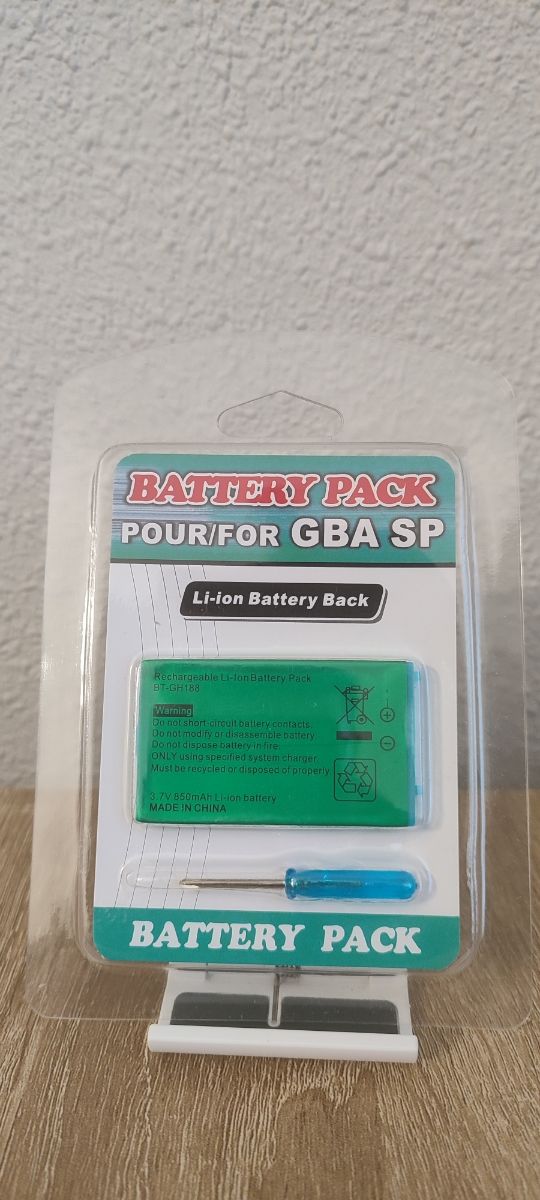 BATTERY PACK
POUR/FOR GBA SP
Li-ion Battery Back
Rechargeable Li-Ion Battery Pack
BT-GH188
Warning
Do not short-circuit battery contacts.
Do not modify or disassemble battery.
Do not dispose battery in fire.
ONLY using specified system charger.
Must be recycled or disposed of properly.
3.7V 850mAh Li-ion battery
MADE IN CHINA
BATTERY PACK